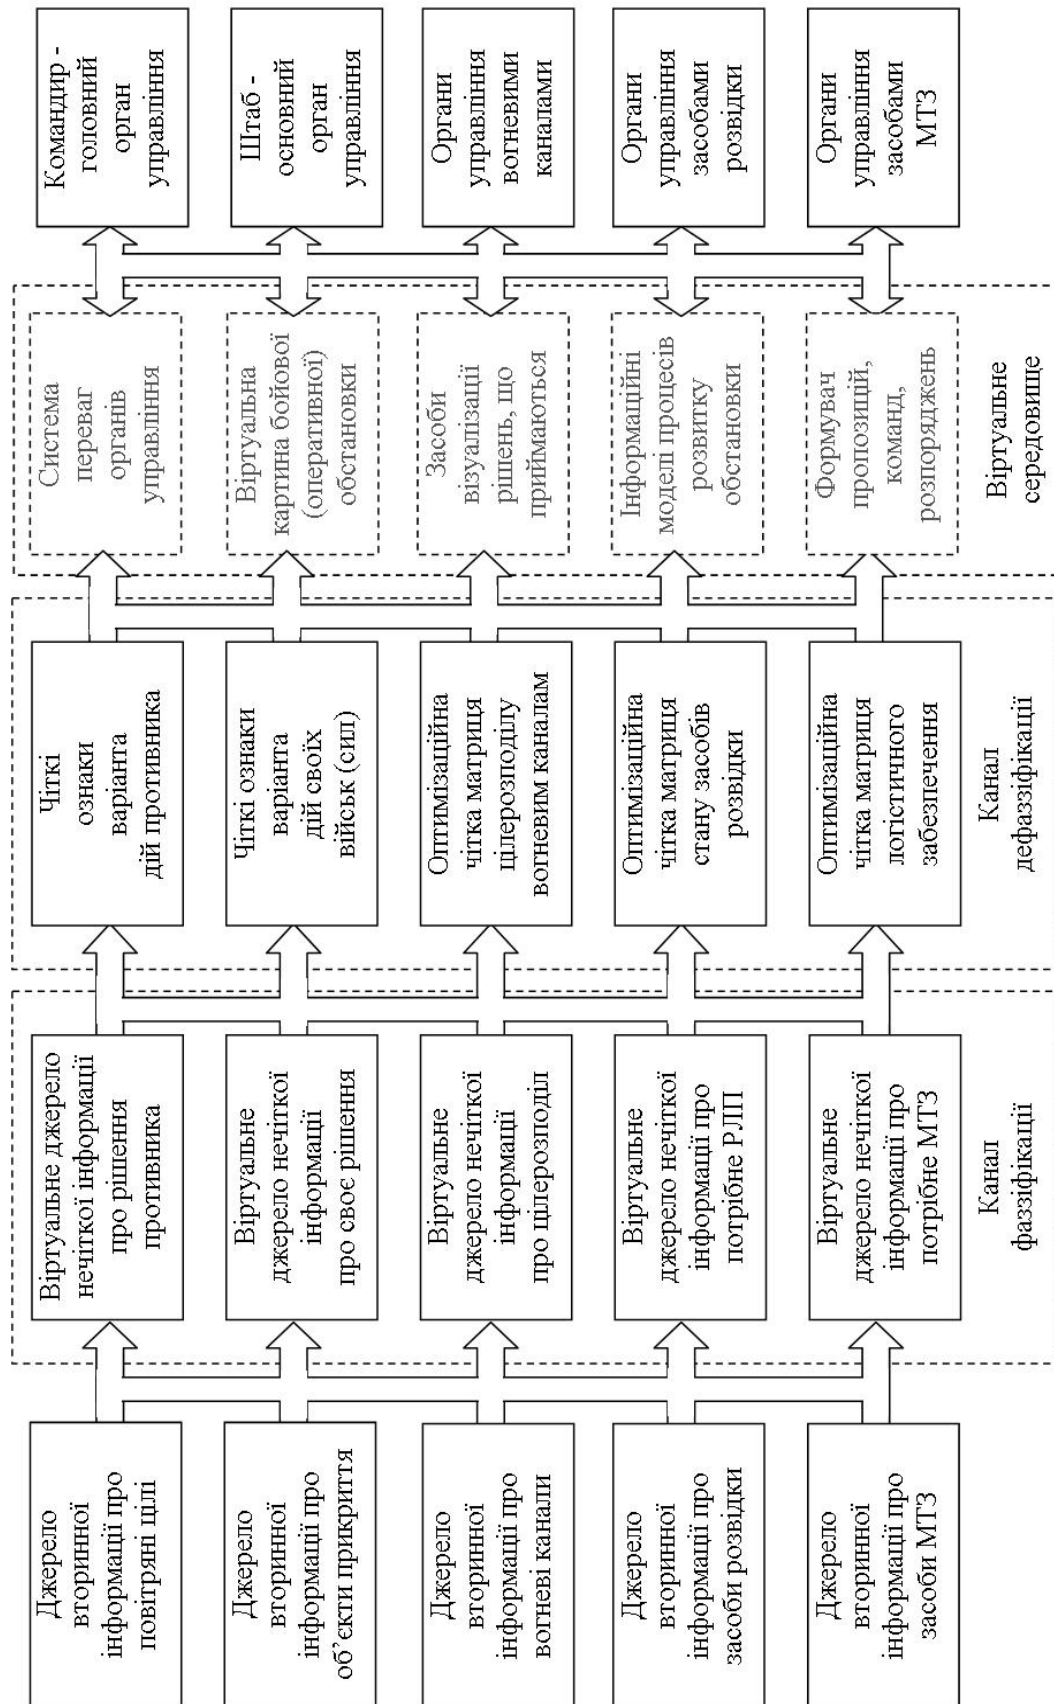 Джерело
вторинної
інформації про
повітряні цілі
Джерело
вторинної
інформації про
об’єкти прикриття
Джерело
вторинної
інформації про
вогневі канали
Джерело
вторинної
інформації про
засоби розвідки
Джерело
вторинної
інформації про
засоби МТЗ
Віртуальне джерело
нечіткої інформації
про рішення
противника
Віртуальне
джерело нечіткої
інформації
про своє рішення
Віртуальне
джерело нечіткої
інформації
про цілерозподіл
Віртуальне
джерело нечіткої
інформації про
потрібне РЛП
Віртуальне
джерело нечіткої
інформації про
потрібне МТЗ
Канал
фаззіфікації
Чіткі
ознаки
варіанта
дій противника
Чіткі ознаки
варіанта
дій своїх
військ (сил)
Оптимізаційна
чітка матриця
цілерозподілу
вогневим каналам
Оптимізаційна
чітка матриця
стану засобів
розвідки
Оптимізаційна
чітка матриця
логістичного
забезпечення
Канал
дефаззіфікації
Система
переваг
органів
управління
Віртуальна
картина бойової
(оперативної)
обстановки
Засоби
візуалізації
рішень, що
приймаються
Інформаційні
моделі процесів
розвитку
обстановки
Формувач
пропозицій,
команд,
розпоряджень
Віртуальне
середовище
Командир -
головний
орган
управління
Штаб -
основний
орган
управління
Органи
управління
вогневими
каналами
Органи
управління
засобами
розвідки
Органи
управління
засобами
МТЗ